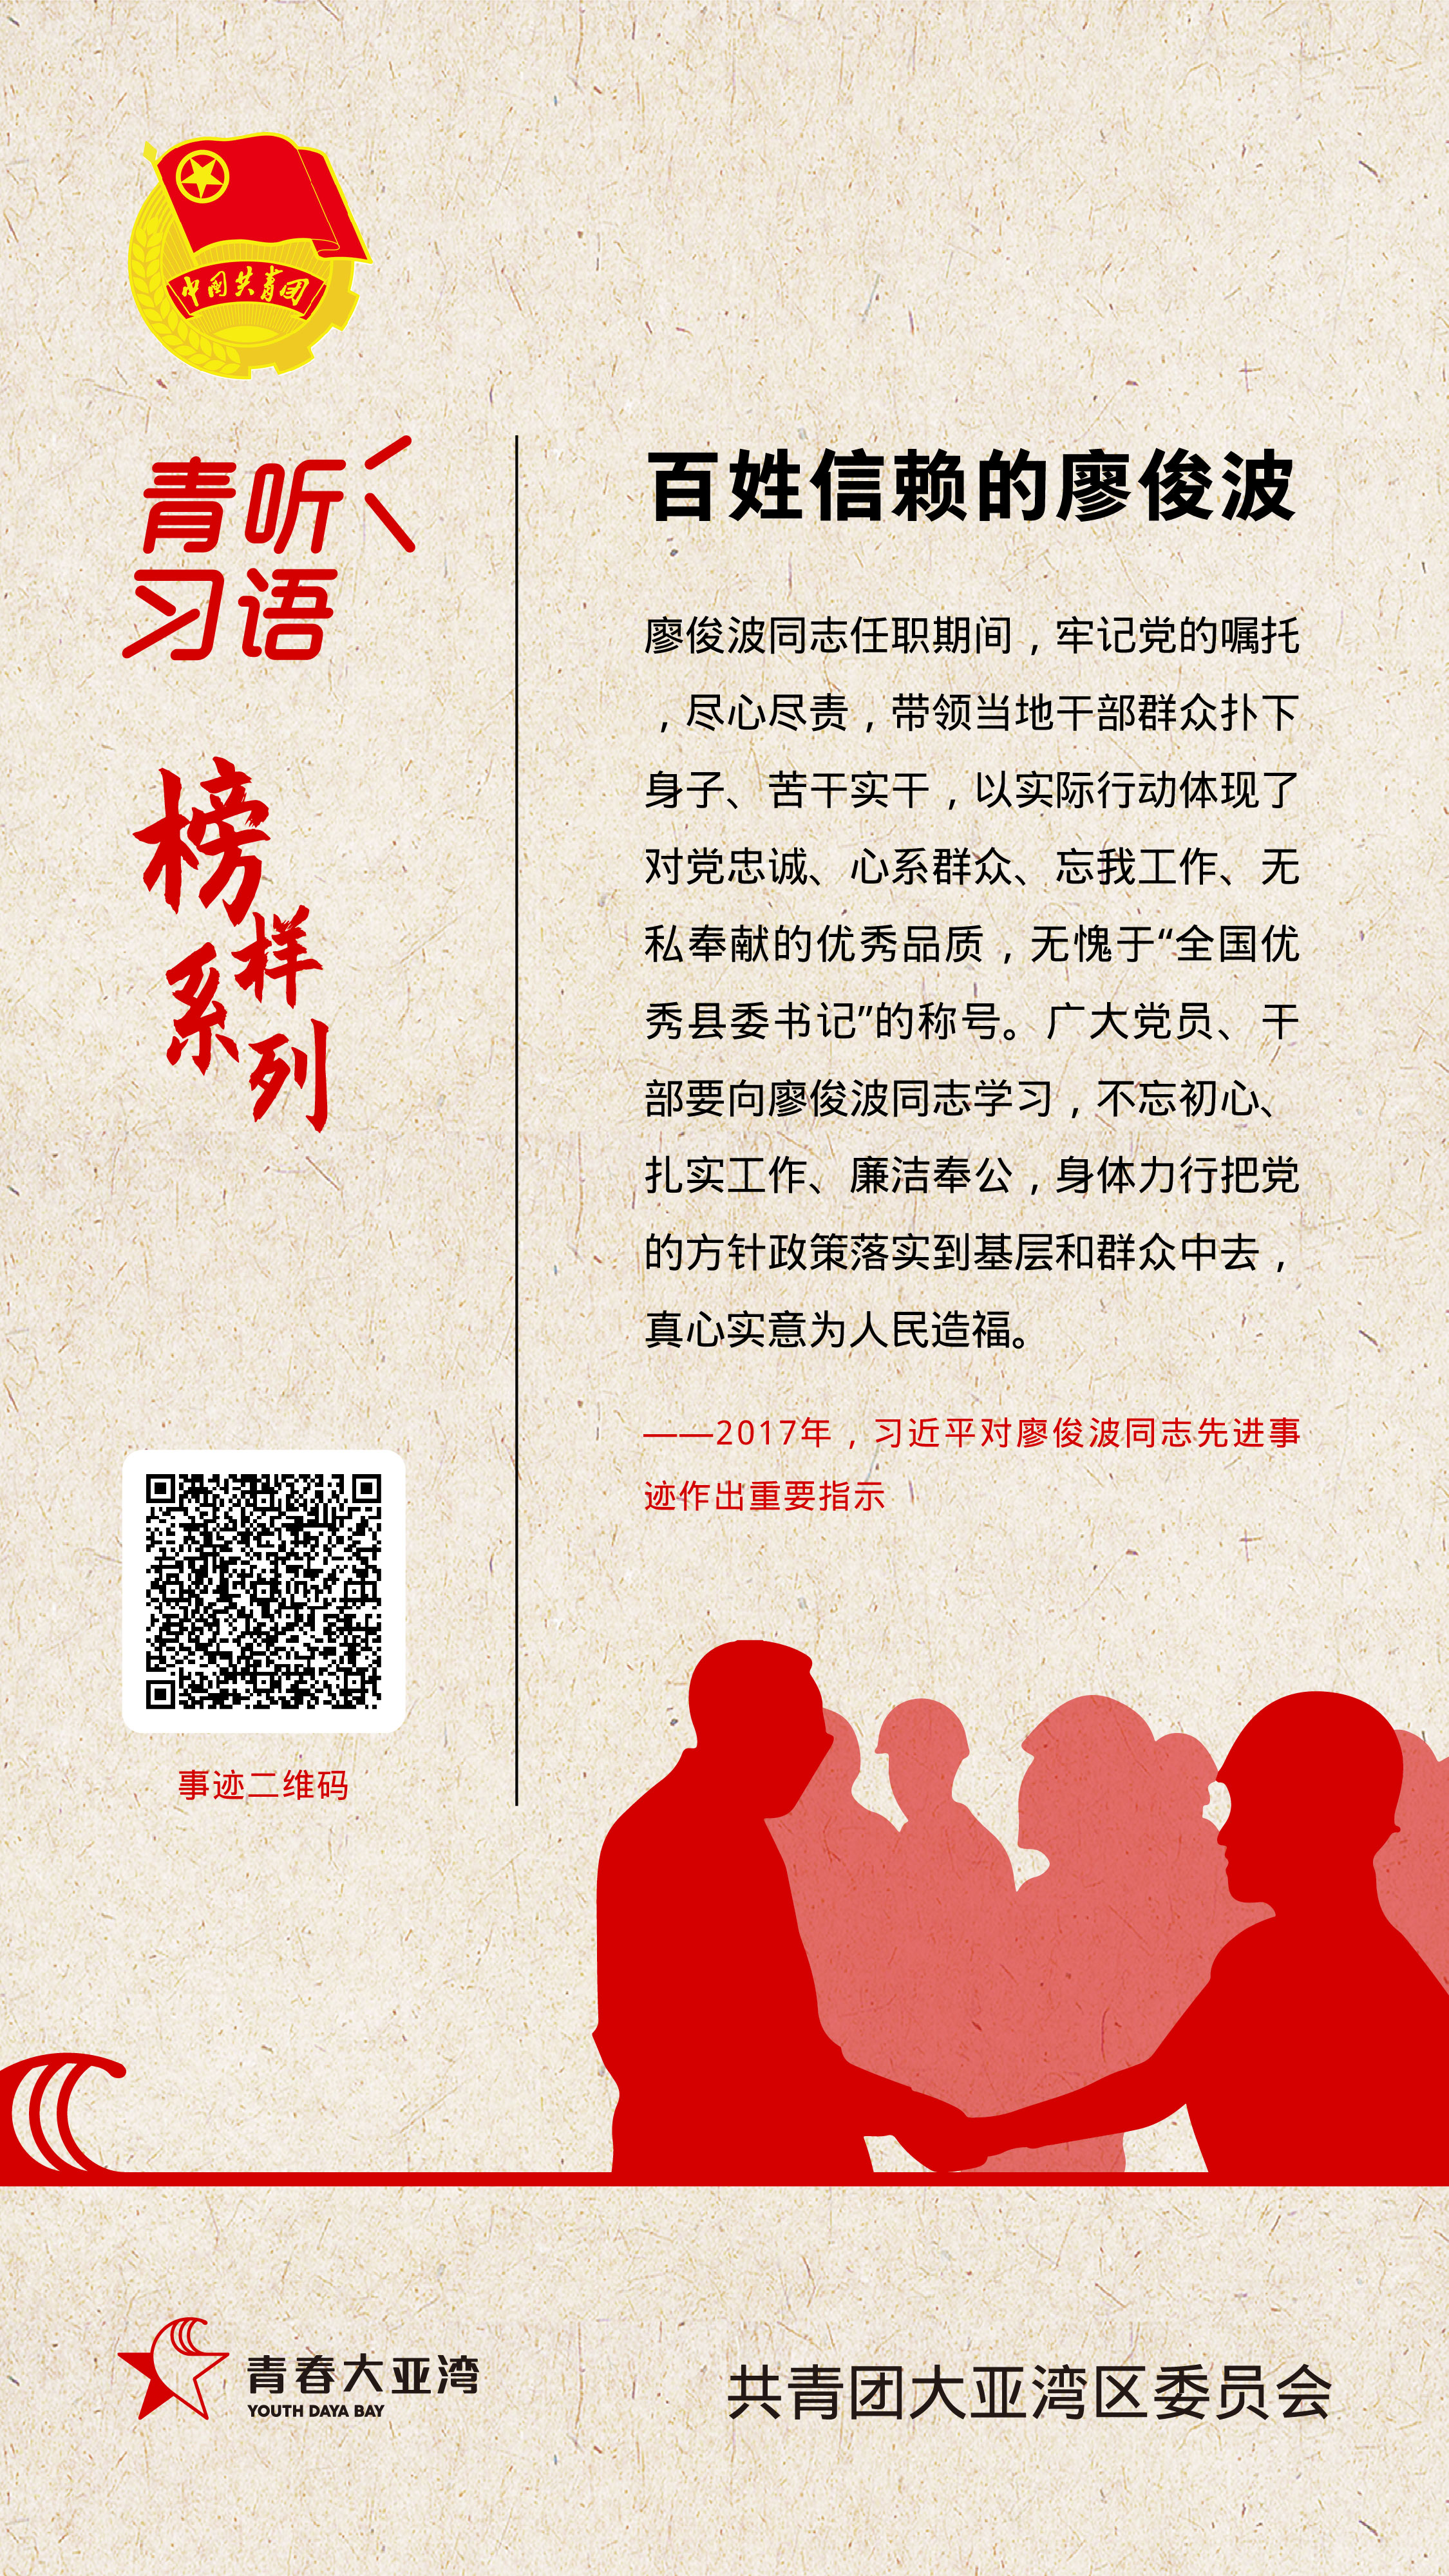 中国共青团
青听
习语
榜样
系列
百姓信赖的廖俊波
廖俊波同志任职期间，牢记党的嘱托
，尽心尽责，带领当地干部群众扑下
身子、苦干实干，以实际行动体现了
对党忠诚、心系群众、忘我工作、无
私奉献的优秀品质，无愧于“全国优
秀县委书记”的称号。广大党员、干
部要向廖俊波同志学习，不忘初心、
扎实工作、廉洁奉公，身体力行把党
的方针政策落实到基层和群众中去，
真心实意为人民造福。
——2017年，习近平对廖俊波同志先进事
迹作出重要指示
事迹二维码
青春大亚湾
YOUTH DAYA BAY
共青团大亚湾区委员会